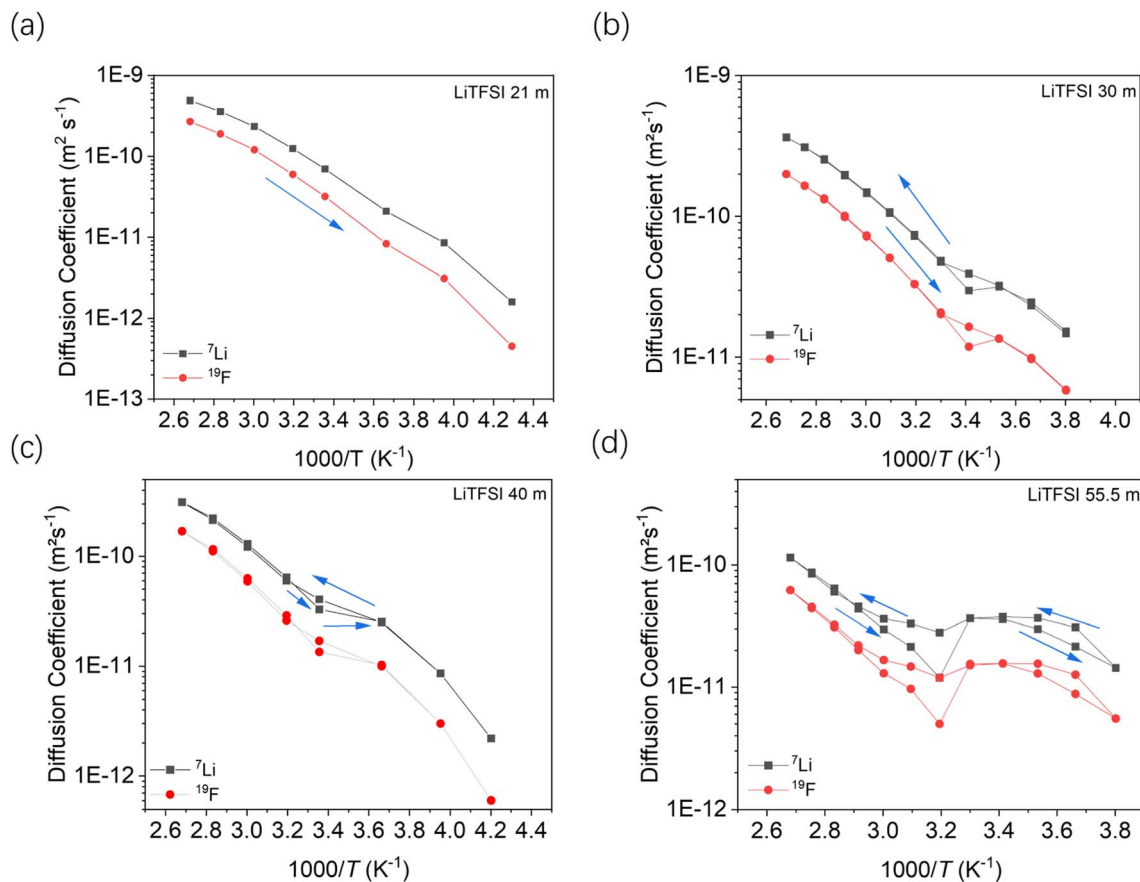 (a)
LiTFSI 21 m
Diffusion Coefficient (m² s⁻¹)
1E-9
1E-10
1E-11
1E-12
1E-13
⁷Li
¹⁹F
2.6 2.8 3.0 3.2 3.4 3.6 3.8 4.0 4.2 4.4
1000/T (K⁻¹)
(b)
LiTFSI 30 m
Diffusion Coefficient (m²s⁻¹)
1E-9
1E-10
1E-11
⁷Li
¹⁹F
2.6 2.8 3.0 3.2 3.4 3.6 3.8 4.0
1000/T (K⁻¹)
(c)
LiTFSI 40 m
Diffusion Coefficient (m²s⁻¹)
1E-10
1E-11
1E-12
⁷Li
¹⁹F
2.6 2.8 3.0 3.2 3.4 3.6 3.8 4.0 4.2 4.4
1000/T (K⁻¹)
(d)
LiTFSI 55.5 m
Diffusion Coefficient (m²s⁻¹)
1E-10
1E-11
1E-12
⁷Li
¹⁹F
2.6 2.8 3.0 3.2 3.4 3.6 3.8
1000/T (K⁻¹)